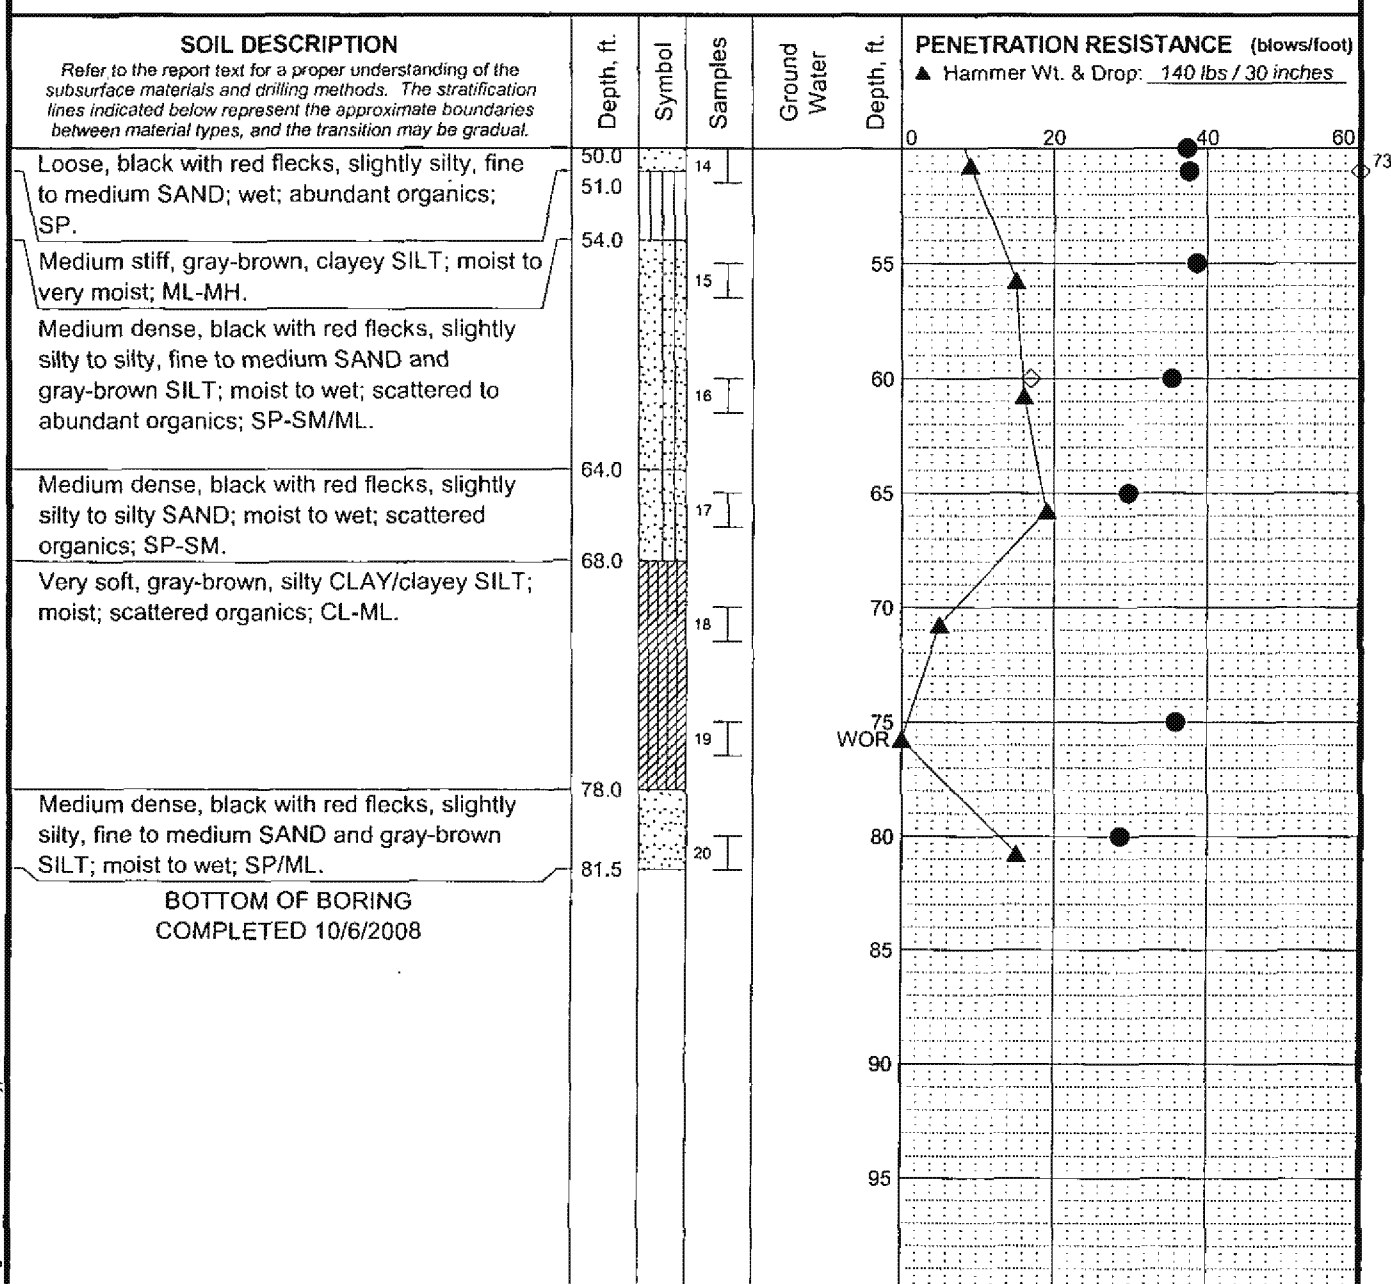 SOIL DESCRIPTION
Refer to the report text for a proper understanding of the
subsurface materials and drilling methods. The stratification
lines indicated below represent the approximate boundaries
between material types, and the transition may be gradual.
Depth, ft.
Symbol
Samples
Ground
Water
Depth, ft.
PENETRATION RESISTANCE (blows/foot)
▲ Hammer Wt. & Drop: 140 lbs / 30 inches
0 20 40 60
Loose, black with red flecks, slightly silty, fine
to medium SAND; wet; abundant organics;
SP.
50.0
51.0
14
73
54.0
Medium stiff, gray-brown, clayey SILT; moist to
very moist; ML-MH.
15
55
Medium dense, black with red flecks, slightly
silty to silty, fine to medium SAND and
gray-brown SILT; moist to wet; scattered to
abundant organics; SP-SM/ML.
16
60
64.0
Medium dense, black with red flecks, slightly
silty to silty SAND; moist to wet; scattered
organics; SP-SM.
17
65
68.0
Very soft, gray-brown, silty CLAY/clayey SILT;
moist; scattered organics; CL-ML.
18
70
19
75
WOR
78.0
Medium dense, black with red flecks, slightly
silty, fine to medium SAND and gray-brown
SILT; moist to wet; SP/ML.
20
80
81.5
BOTTOM OF BORING
COMPLETED 10/6/2008
85
90
95